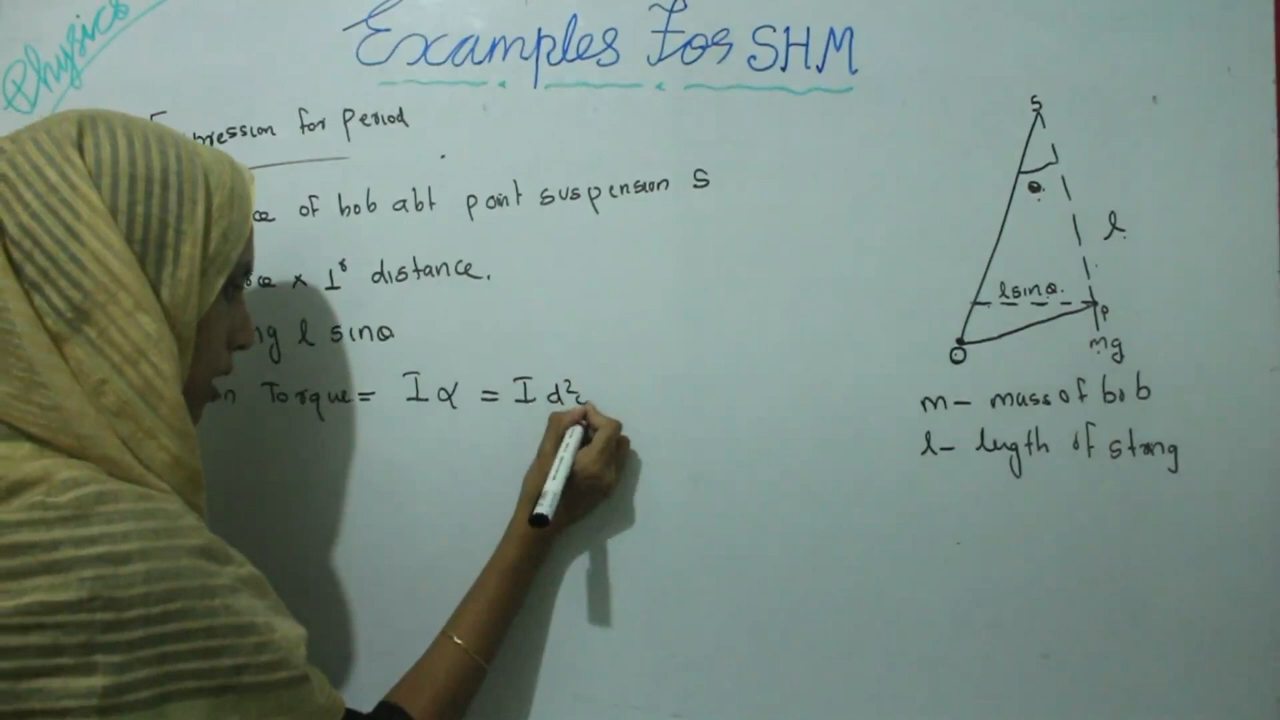 Physics
Examples For SHM
Expression for Period
of bob abt point suspension S
× ⊥r distance.
l sinθ
Torque = Iα = I d²
S
θ
l
l sinθ
P
mg
m – mass of bob
l – length of string